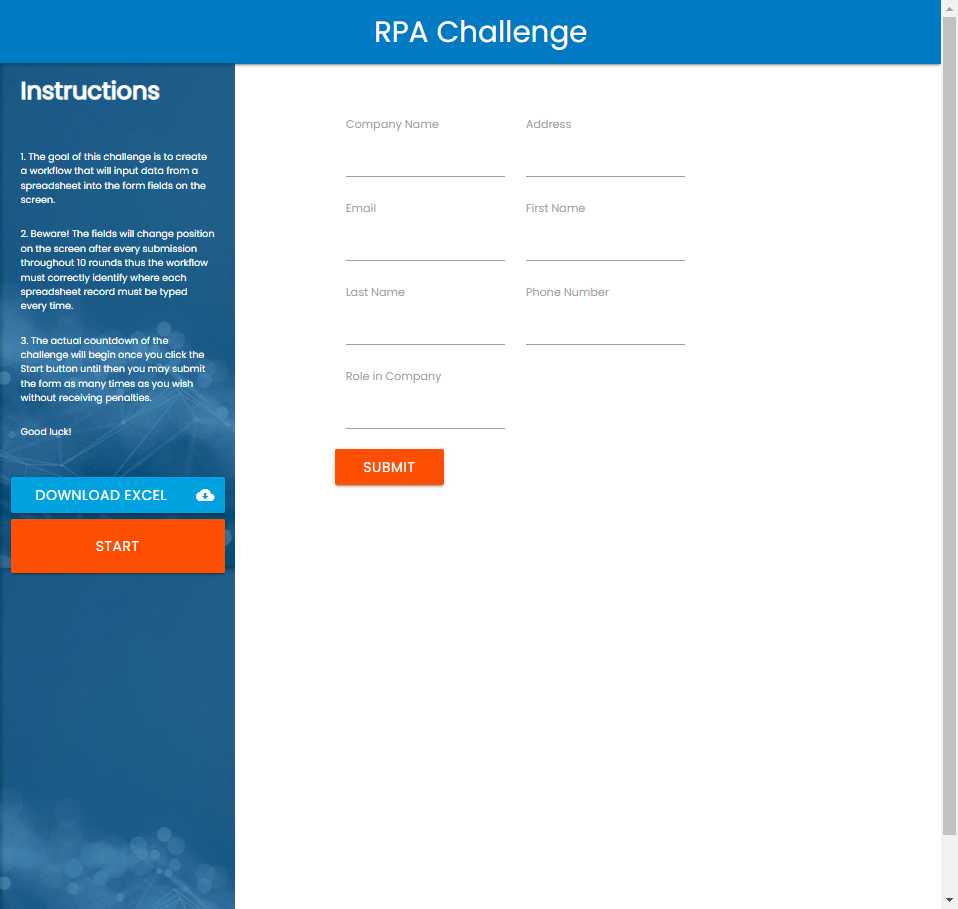 RPA Challenge
Instructions
1. The goal of this challenge is to create
a workflow that will input data from a
spreadsheet into the form fields on the
screen.
2. Beware! The fields will change position
on the screen after every submission
throughout 10 rounds thus the workflow
must correctly identify where each
spreadsheet record must be typed
every time.
3. The actual countdown of the
challenge will begin once you click the
Start button until then you may submit
the form as many times as you wish
without receiving penalties.
Good luck!
DOWNLOAD EXCEL
START
Company Name
Address
Email
First Name
Last Name
Phone Number
Role in Company
SUBMIT